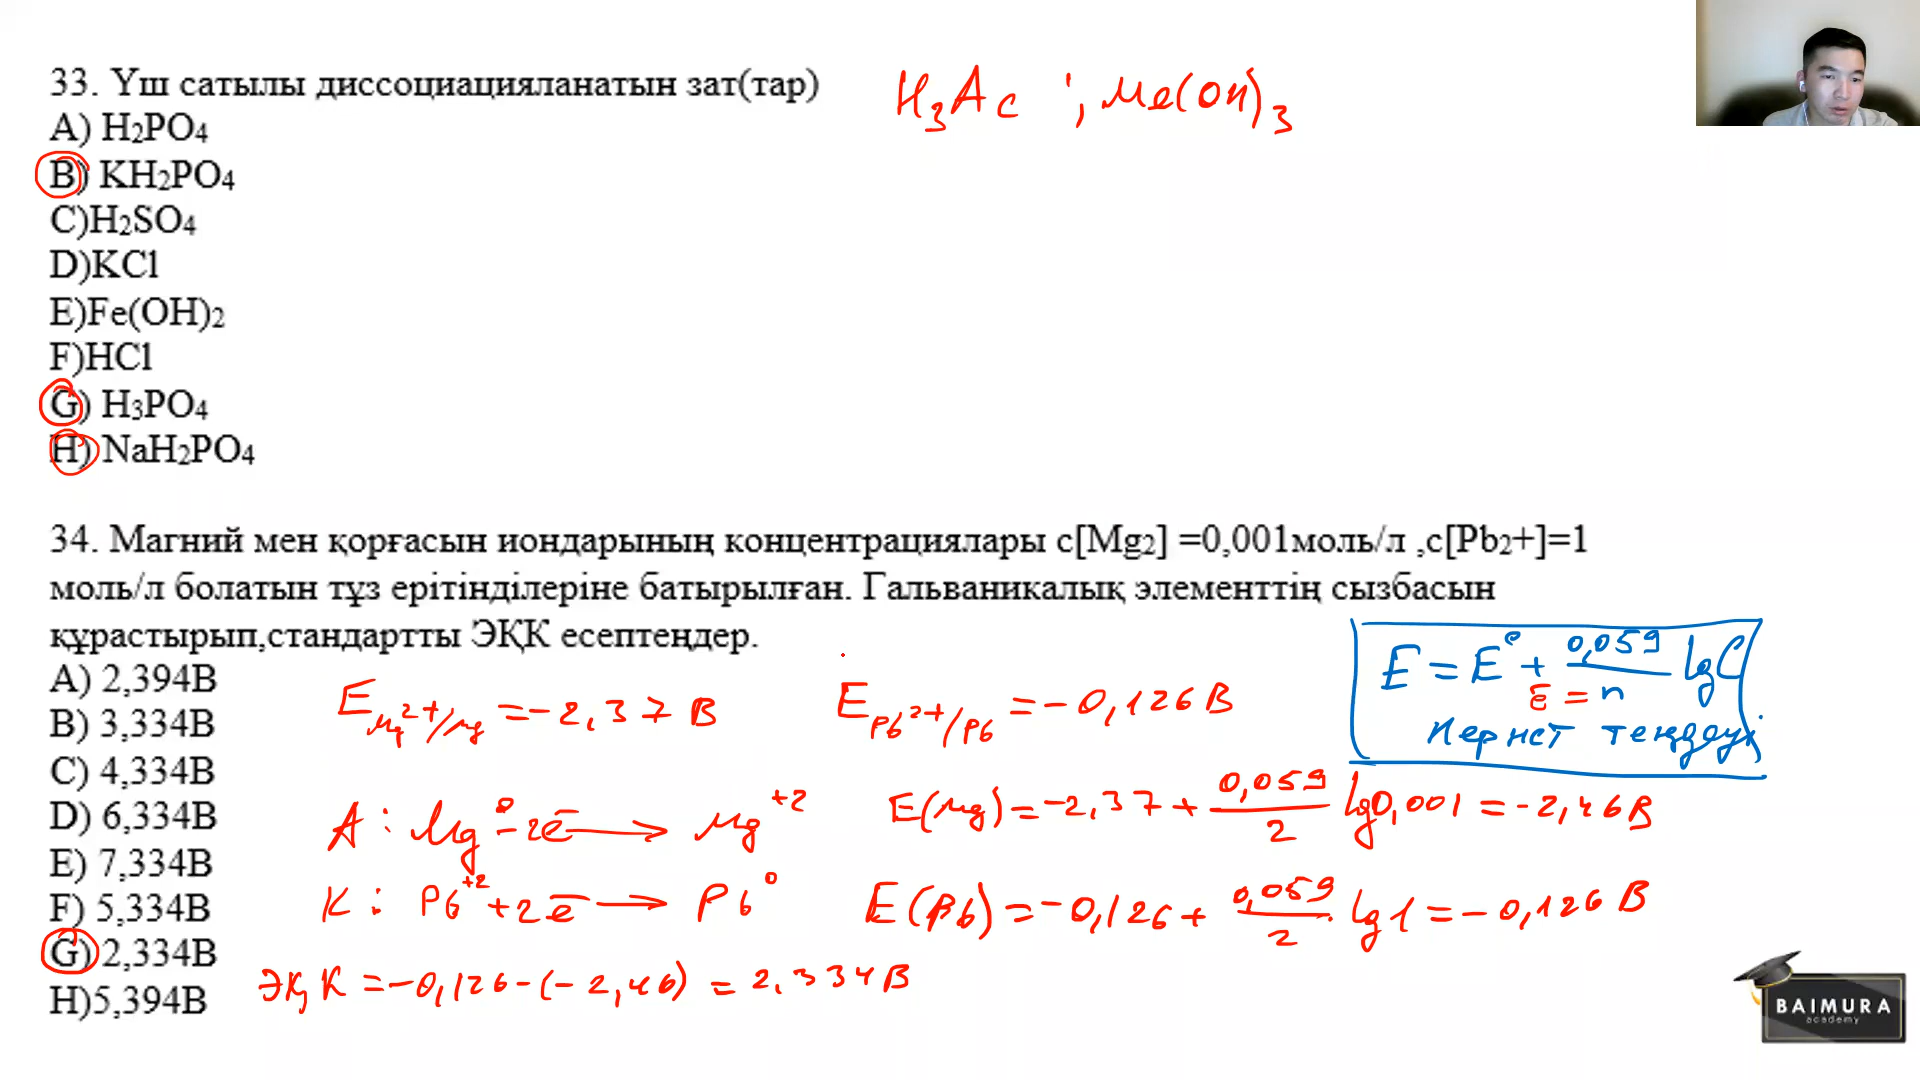 33. Үш сатылы диссоциацияланатын зат(тар)
H3Ac ; Me(OH)3
A) H2PO4
B) KH2PO4
C)H2SO4
D)KCl
E)Fe(OH)2
F)HCl
G) H3PO4
H) NaH2PO4
34. Магний мен қорғасын иондарының концентрациялары c[Mg2] =0,001моль/л ,c[Pb2+]=1
моль/л болатын тұз ерітінділеріне батырылған. Гальваникалық элементтің сызбасын
құрастырып,стандартты ЭҚК есептеңдер.
A) 2,394В
B) 3,334В
C) 4,334В
D) 6,334В
E) 7,334В
F) 5,334В
G) 2,334В
H)5,394В
E Mg2+/Mg = -2,37 В
E Pb2+/Pb = -0,126 В
E = E° + 0,059/n lgC
ē = n
Нернст теңдеуі
A: Mg° - 2ē → Mg+2
E(Mg) = -2,37 + 0,059/2 lg0,001 = -2,46 В
K: Pb+2 + 2ē → Pb°
E(Pb) = -0,126 + 0,059/2 lg1 = -0,126 В
ЭҚК = -0,126 - (-2,46) = 2,334 В
BAIMURA
academy